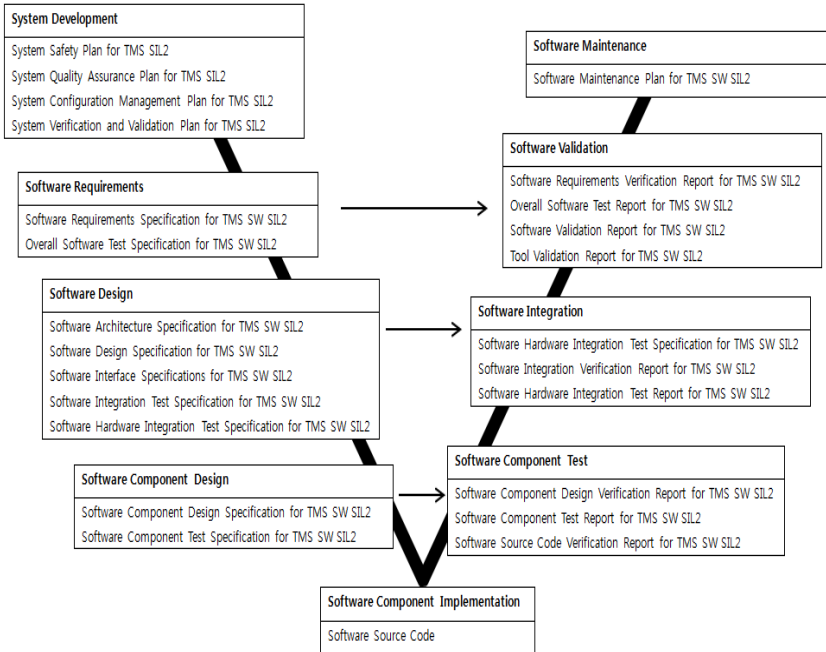 System Development
System Safety Plan for TMS SIL2
System Quality Assurance Plan for TMS SIL2
System Configuration Management Plan for TMS SIL2
System Verification and Validation Plan for TMS SIL2
Software Maintenance
Software Maintenance Plan for TMS SW SIL2
Software Requirements
Software Requirements Specification for TMS SW SIL2
Overall Software Test Specification for TMS SW SIL2
Software Validation
Software Requirements Verification Report for TMS SW SIL2
Overall Software Test Report for TMS SW SIL2
Software Validation Report for TMS SW SIL2
Tool Validation Report for TMS SW SIL2
Software Design
Software Architecture Specification for TMS SW SIL2
Software Design Specification for TMS SW SIL2
Software Interface Specifications for TMS SW SIL2
Software Integration Test Specification for TMS SW SIL2
Software Hardware Integration Test Specification for TMS SW SIL2
Software Integration
Software Hardware Integration Test Specification for TMS SW SIL2
Software Integration Verification Report for TMS SW SIL2
Software Hardware Integration Test Report for TMS SW SIL2
Software Component Design
Software Component Design Specification for TMS SW SIL2
Software Component Test Specification for TMS SW SIL2
Software Component Test
Software Component Design Verification Report for TMS SW SIL2
Software Component Test Report for TMS SW SIL2
Software Source Code Verification Report for TMS SW SIL2
Software Component Implementation
Software Source Code